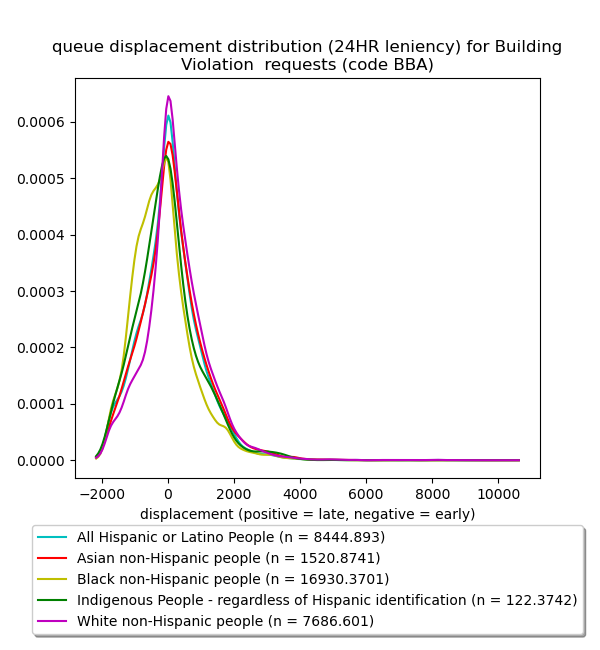 queue displacement distribution (24HR leniency) for Building
Violation  requests (code BBA)
0.0006
0.0005
0.0004
0.0003
0.0002
0.0001
0.0000
−2000 0 2000 4000 6000 8000 10000
displacement (positive = late, negative = early)
All Hispanic or Latino People (n = 8444.893)
Asian non-Hispanic people (n = 1520.8741)
Black non-Hispanic people (n = 16930.3701)
Indigenous People - regardless of Hispanic identification (n = 122.3742)
White non-Hispanic people (n = 7686.601)